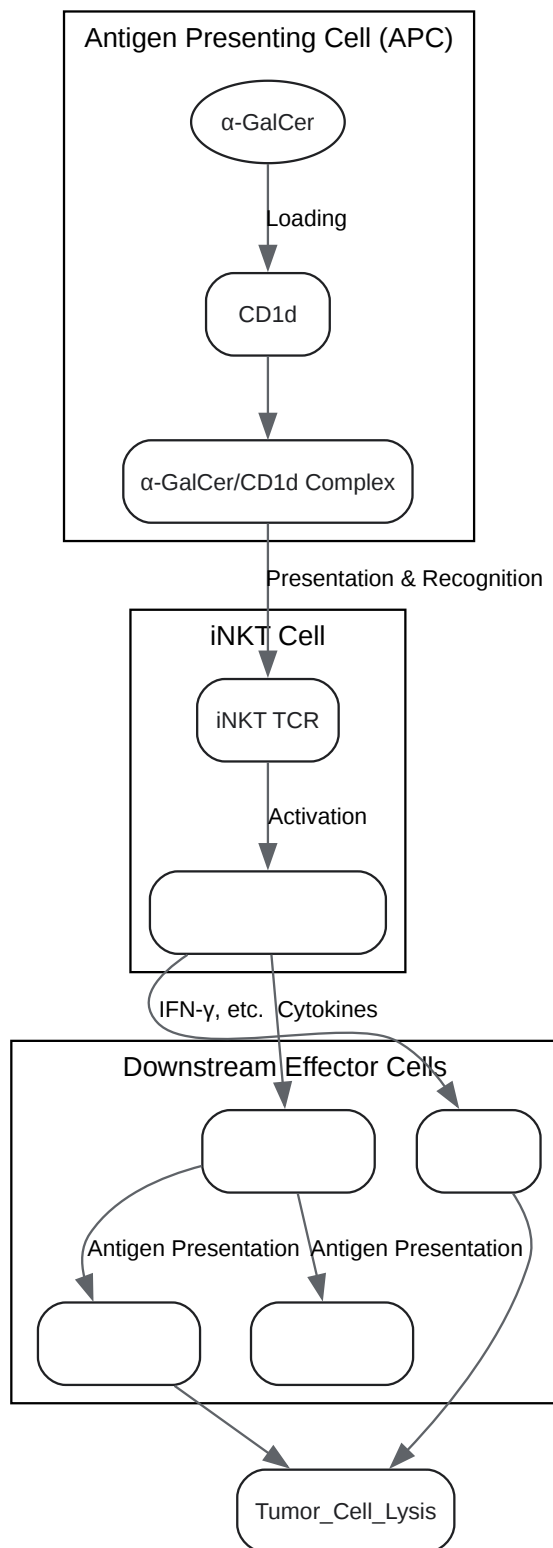 Antigen Presenting Cell (APC)
α-GalCer
Loading
CD1d
α-GalCer/CD1d Complex
Presentation & Recognition
iNKT Cell
iNKT TCR
Activation
IFN-γ, etc.
Cytokines
Downstream Effector Cells
Antigen Presentation
Antigen Presentation
Tumor_Cell_Lysis